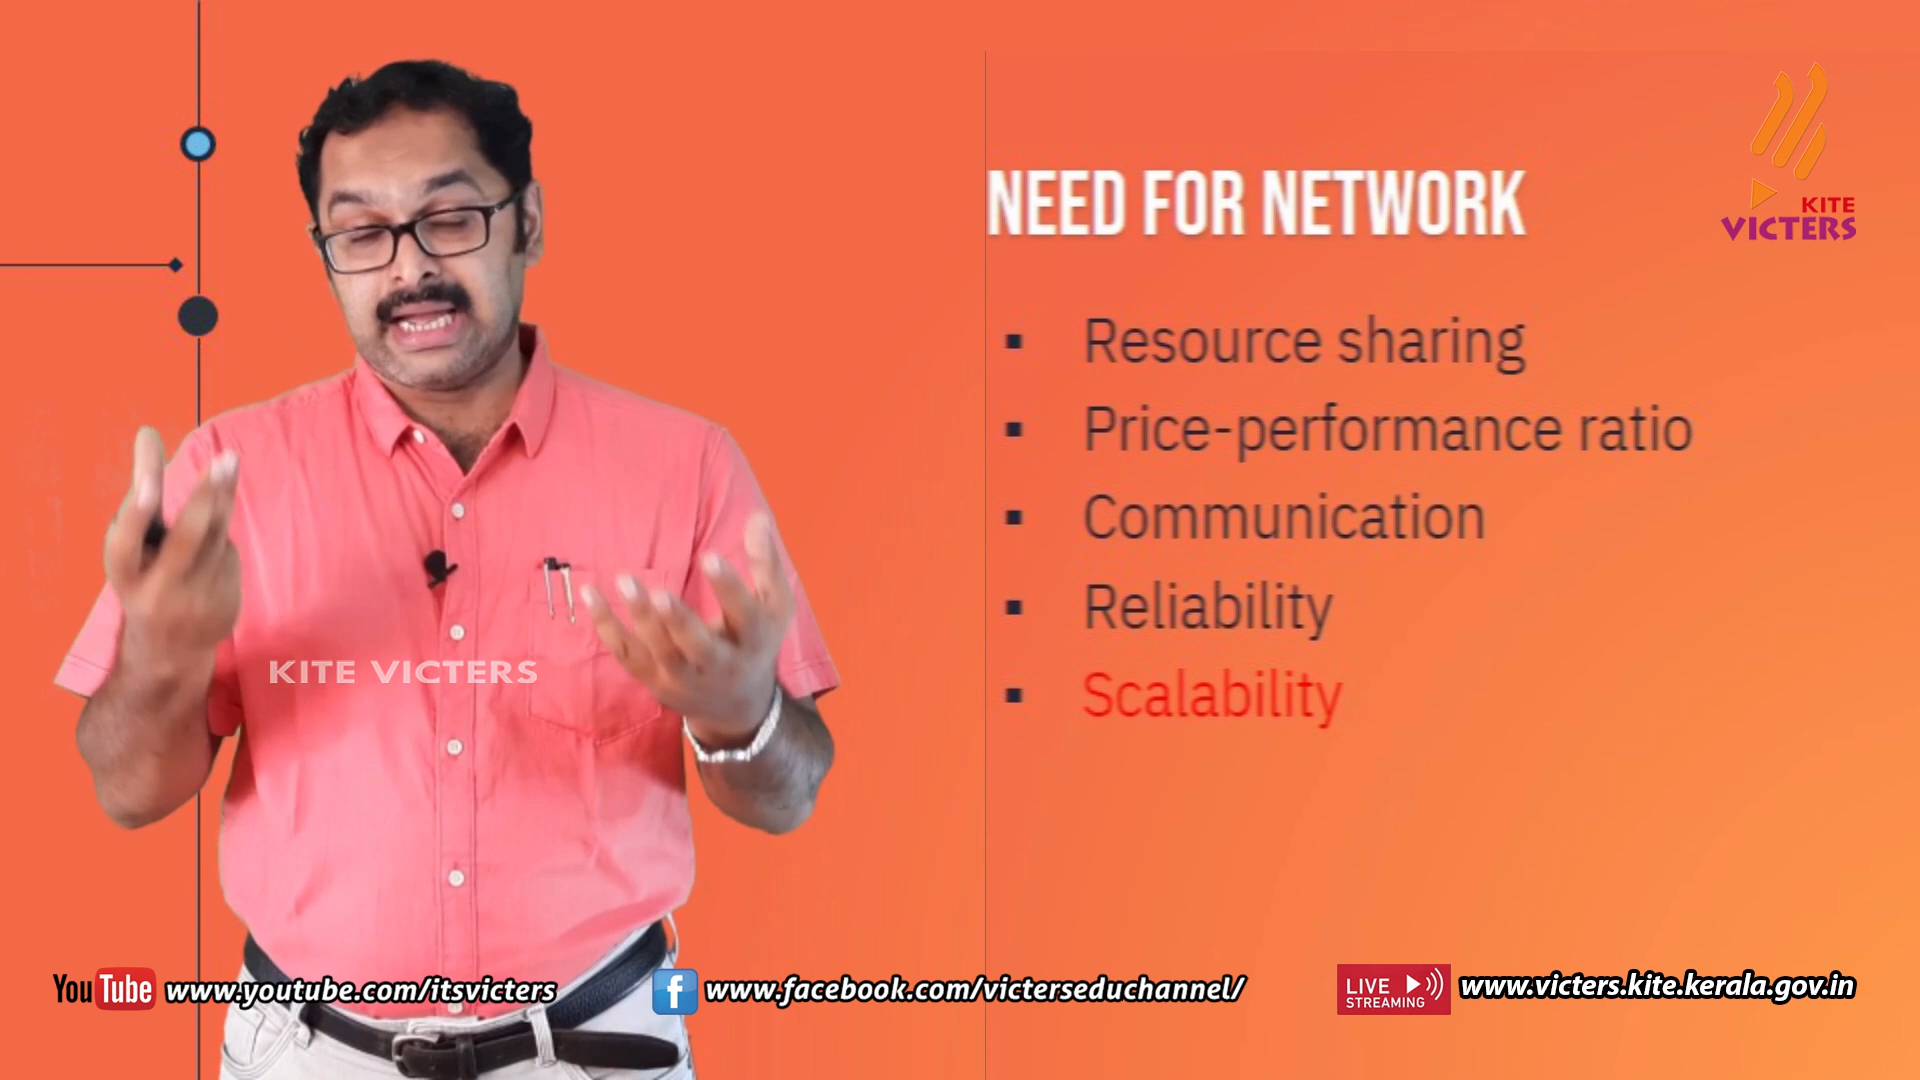 NEED FOR NETWORK
KITE
VICTERS
▪ Resource sharing
▪ Price-performance ratio
▪ Communication
▪ Reliability
▪ Scalability
KITE VICTERS
YouTube www.youtube.com/itsvicters
f www.facebook.com/victerseduchannel/
LIVE STREAMING www.victers.kite.kerala.gov.in